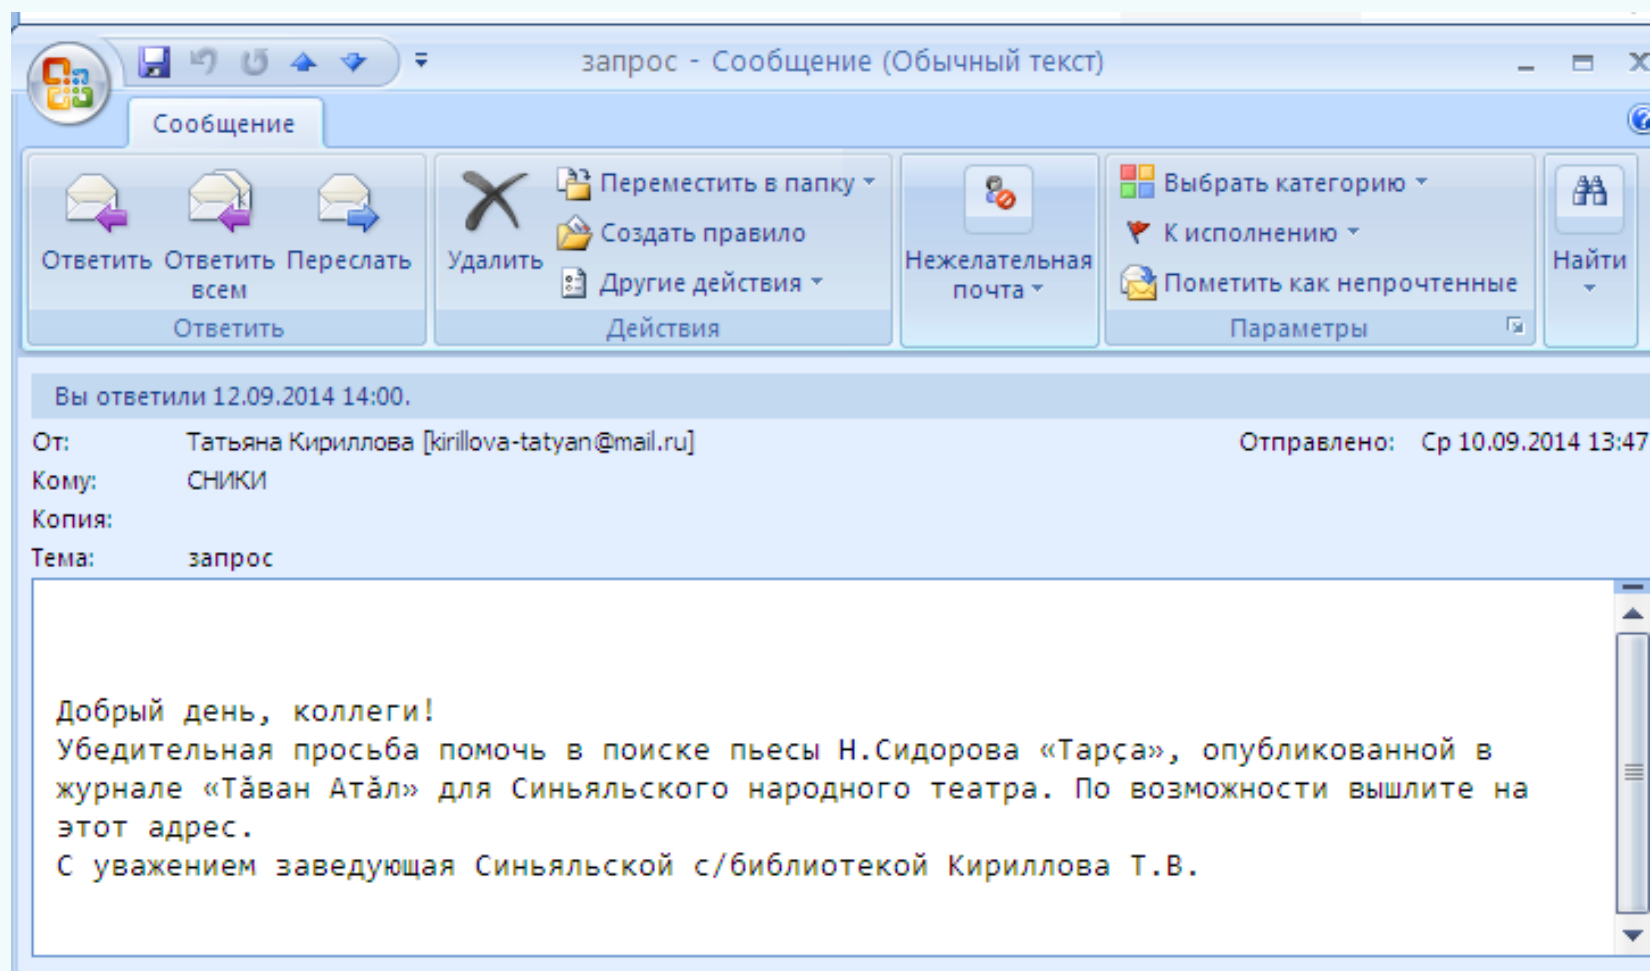 запрос - Сообщение (Обычный текст)
Сообщение
Ответить
Ответить всем
Переслать
Ответить
Удалить
Переместить в папку
Создать правило
Другие действия
Действия
Нежелательная почта
Выбрать категорию
К исполнению
Пометить как непрочтенные
Параметры
Найти
Вы ответили 12.09.2014 14:00.
От: Татьяна Кириллова [kirillova-tatyan@mail.ru] Отправлено: Ср 10.09.2014 13:47
Кому: СНИКИ
Копия:
Тема: запрос
Добрый день, коллеги!
Убедительная просьба помочь в поиске пьесы Н.Сидорова «Тарҫа», опубликованной в
журнале «Тӑван Атӑл» для Синьяльского народного театра. По возможности вышлите на
этот адрес.
С уважением заведующая Синьяльской с/библиотекой Кириллова Т.В.